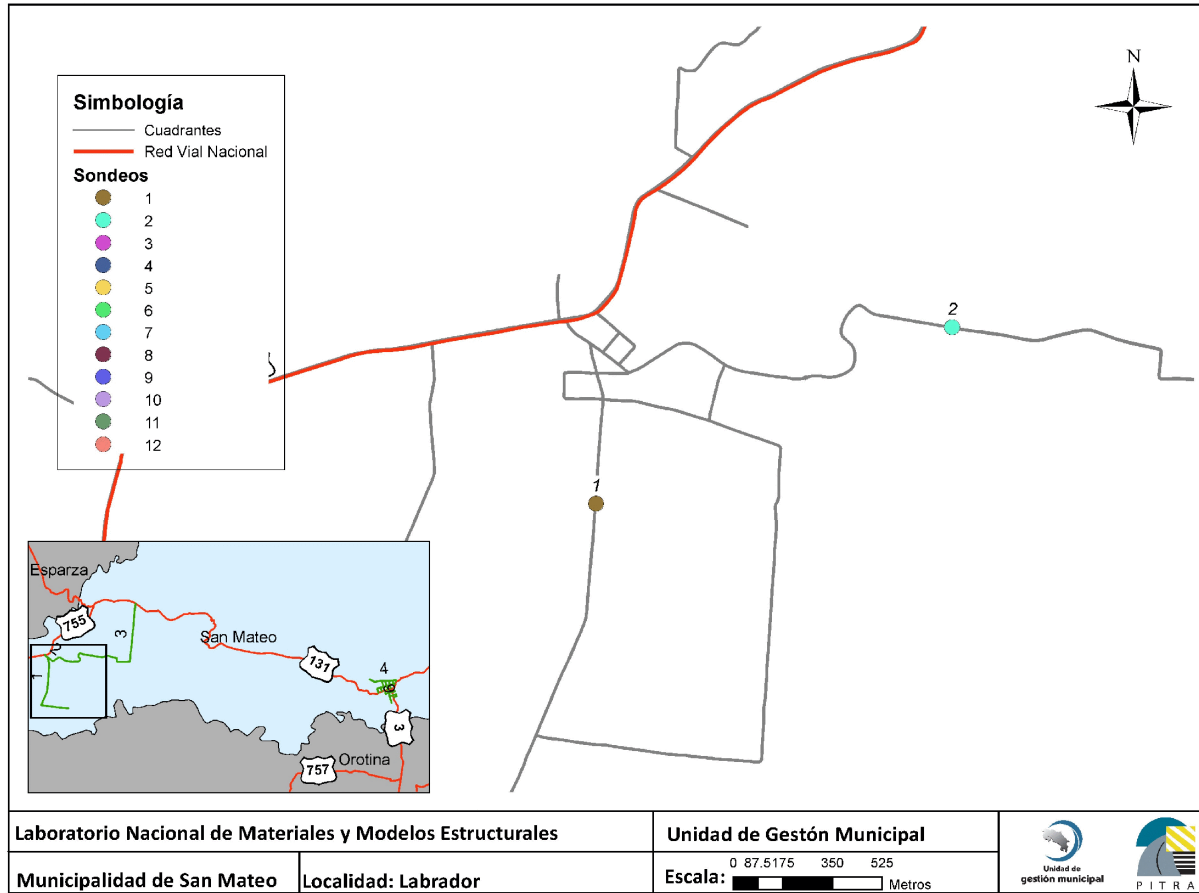 N
Simbología
Cuadrantes
Red Vial Nacional
Sondeos
1
2
3
4
5
6
7
8
9
10
11
12
2
1
Esparza
755
3
San Mateo
2
1
131
4
3
Orotina
757
Laboratorio Nacional de Materiales y Modelos Estructurales
Unidad de Gestión Municipal
Municipalidad de San Mateo
Localidad: Labrador
Escala:
0 87.5175 350 525
Metros
Unidad de
gestión municipal
PITRA